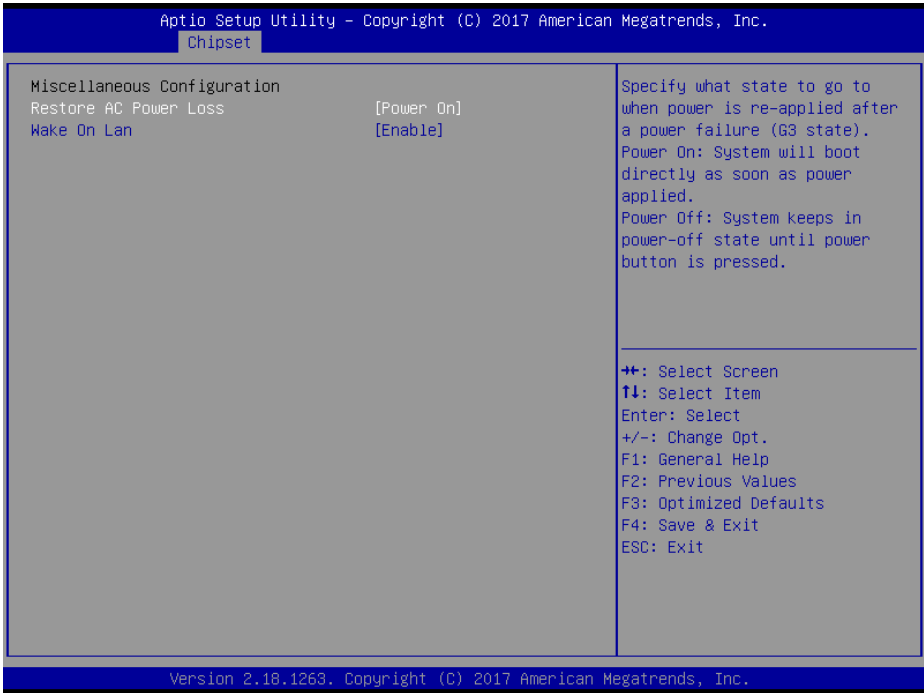 Aptio Setup Utility – Copyright (C) 2017 American Megatrends, Inc.
Chipset
Miscellaneous Configuration
Restore AC Power Loss [Power On]
Wake On Lan [Enable]
Specify what state to go to
when power is re-applied after
a power failure (G3 state).
Power On: System will boot
directly as soon as power
applied.
Power Off: System keeps in
power-off state until power
button is pressed.
→←: Select Screen
↑↓: Select Item
Enter: Select
+/-: Change Opt.
F1: General Help
F2: Previous Values
F3: Optimized Defaults
F4: Save & Exit
ESC: Exit
Version 2.18.1263. Copyright (C) 2017 American Megatrends, Inc.